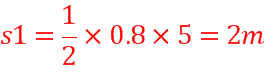 s1 = 1/2 × 0.8 × 5 = 2m